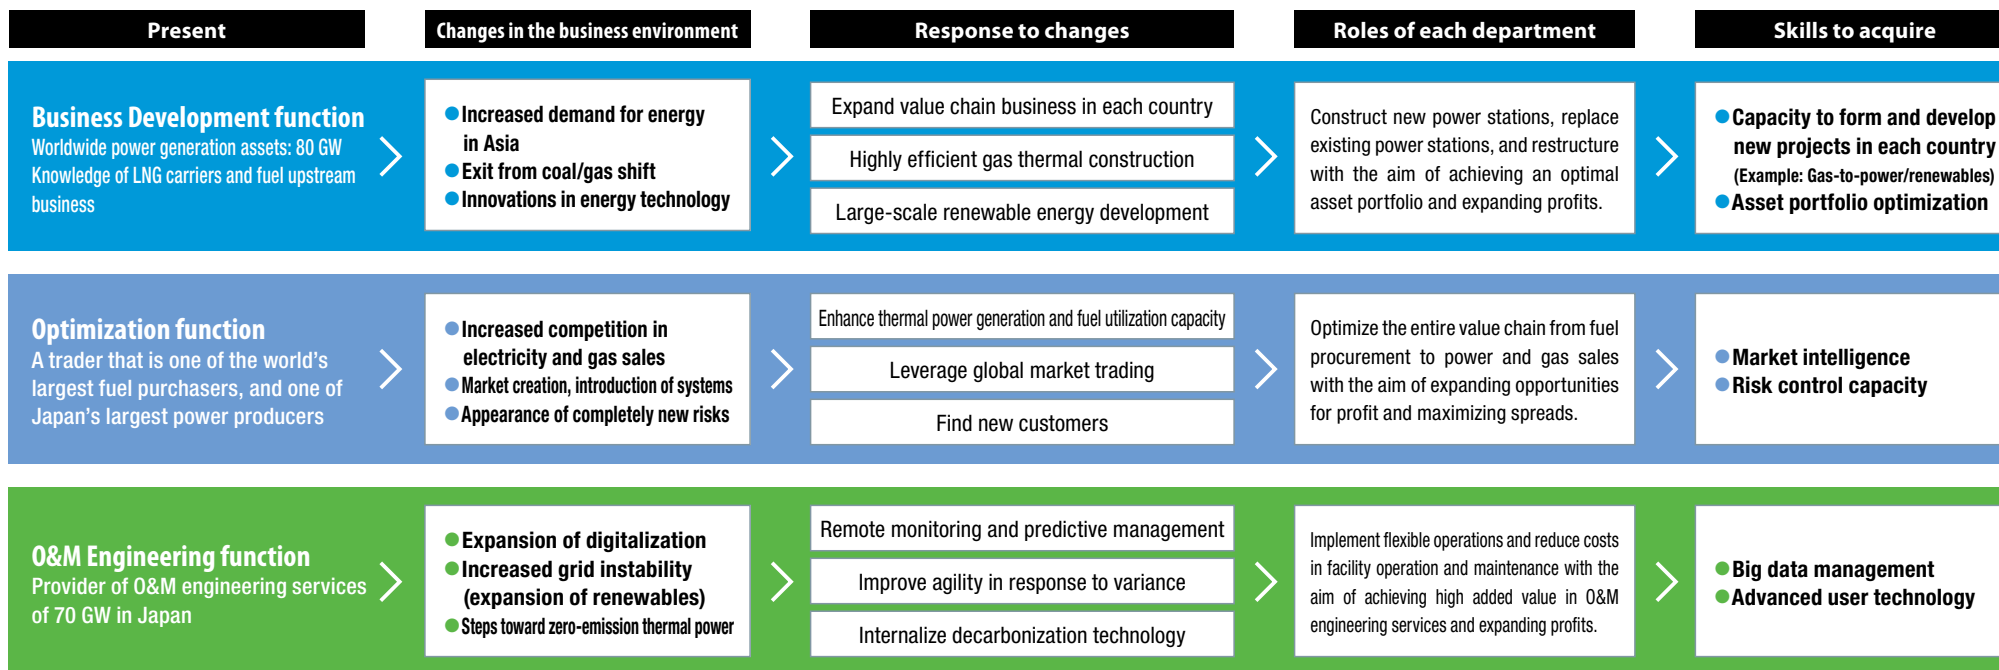 Present
Changes in the business environment
Response to changes
Roles of each department
Skills to acquire
Business Development function
Worldwide power generation assets: 80 GW
Knowledge of LNG carriers and fuel upstream
business
●Increased demand for energy
in Asia
●Exit from coal/gas shift
●Innovations in energy technology
Expand value chain business in each country
Highly efficient gas thermal construction
Large-scale renewable energy development
Construct new power stations, replace
existing power stations, and restructure
with the aim of achieving an optimal
asset portfolio and expanding profits.
●Capacity to form and develop
new projects in each country
(Example: Gas-to-power/renewables)
●Asset portfolio optimization
Optimization function
A trader that is one of the world's
largest fuel purchasers, and one of
Japan's largest power producers
●Increased competition in
electricity and gas sales
●Market creation, introduction of systems
●Appearance of completely new risks
Enhance thermal power generation and fuel utilization capacity
Leverage global market trading
Find new customers
Optimize the entire value chain from fuel
procurement to power and gas sales
with the aim of expanding opportunities
for profit and maximizing spreads.
●Market intelligence
●Risk control capacity
O&M Engineering function
Provider of O&M engineering services
of 70 GW in Japan
●Expansion of digitalization
●Increased grid instability
(expansion of renewables)
●Steps toward zero-emission thermal power
Remote monitoring and predictive management
Improve agility in response to variance
Internalize decarbonization technology
Implement flexible operations and reduce costs
in facility operation and maintenance with the
aim of achieving high added value in O&M
engineering services and expanding profits.
●Big data management
●Advanced user technology